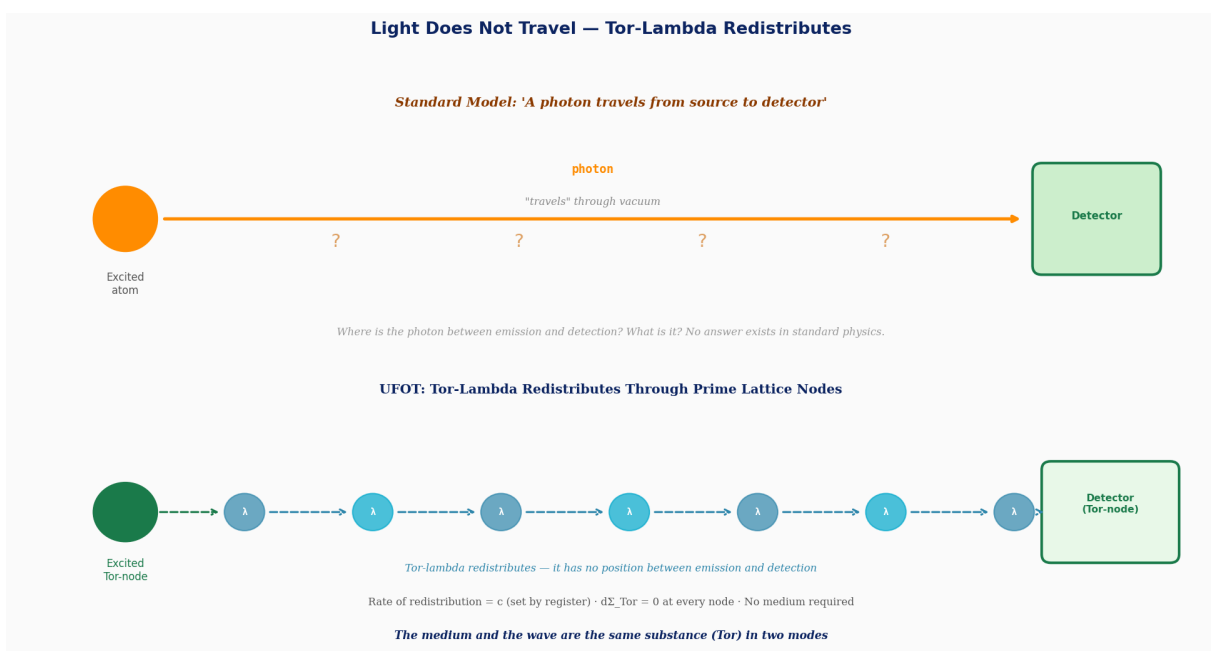 Light Does Not Travel — Tor-Lambda Redistributes
Standard Model: 'A photon travels from source to detector'
photon
"travels" through vacuum
Detector
? ? ? ?
Excited
atom
Where is the photon between emission and detection? What is it? No answer exists in standard physics.
UFOT: Tor-Lambda Redistributes Through Prime Lattice Nodes
λ λ λ λ λ λ λ
Detector
(Tor-node)
Excited
Tor-node
Tor-lambda redistributes — it has no position between emission and detection
Rate of redistribution = c (set by register) · dΣ_Tor = 0 at every node · No medium required
The medium and the wave are the same substance (Tor) in two modes